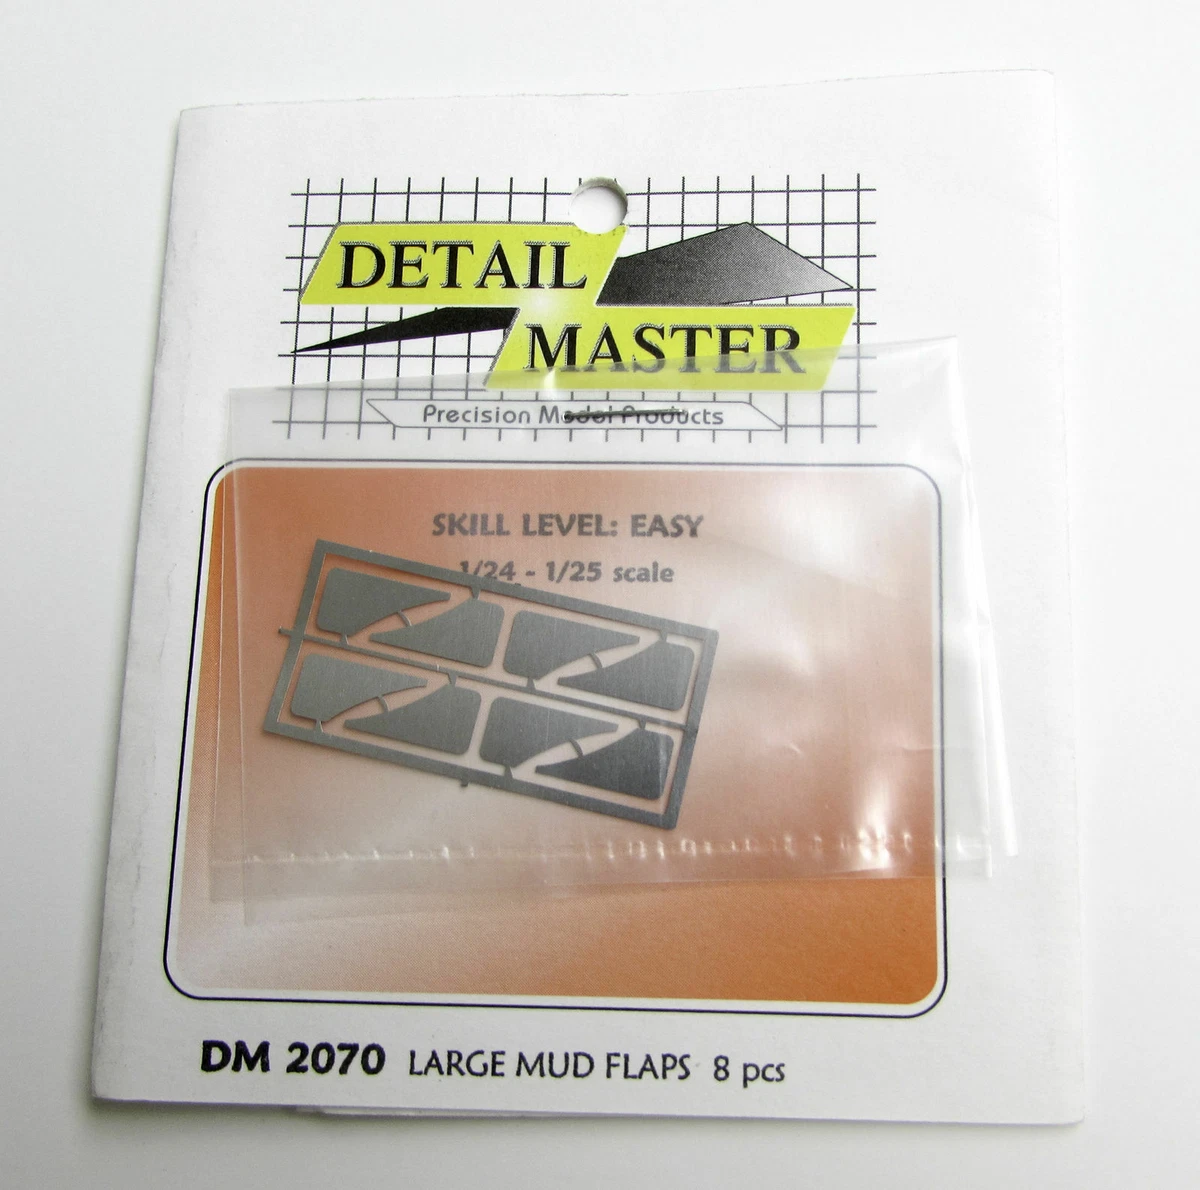 DETAIL
MASTER
Precision Model Products
SKILL LEVEL: EASY
1/24 - 1/25 scale
DM 2070 LARGE MUD FLAPS 8 pcs